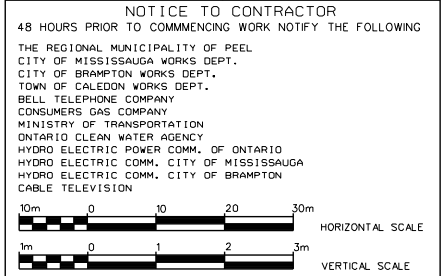 NOTICE TO CONTRACTOR
48 HOURS PRIOR TO COMMMENCING WORK NOTIFY THE FOLLOWING
THE REGIONAL MUNICIPALITY OF PEEL
CITY OF MISSISSAUGA WORKS DEPT.
CITY OF BRAMPTON WORKS DEPT.
TOWN OF CALEDON WORKS DEPT.
BELL TELEPHONE COMPANY
CONSUMERS GAS COMPANY
MINISTRY OF TRANSPORTATION
ONTARIO CLEAN WATER AGENCY
HYDRO ELECTRIC POWER COMM. OF ONTARIO
HYDRO ELECTRIC COMM. CITY OF MISSISSAUGA
HYDRO ELECTRIC COMM. CITY OF BRAMPTON
CABLE TELEVISION
10m 0 10 20 30m
HORIZONTAL SCALE
1m 0 1 2 3m
VERTICAL SCALE